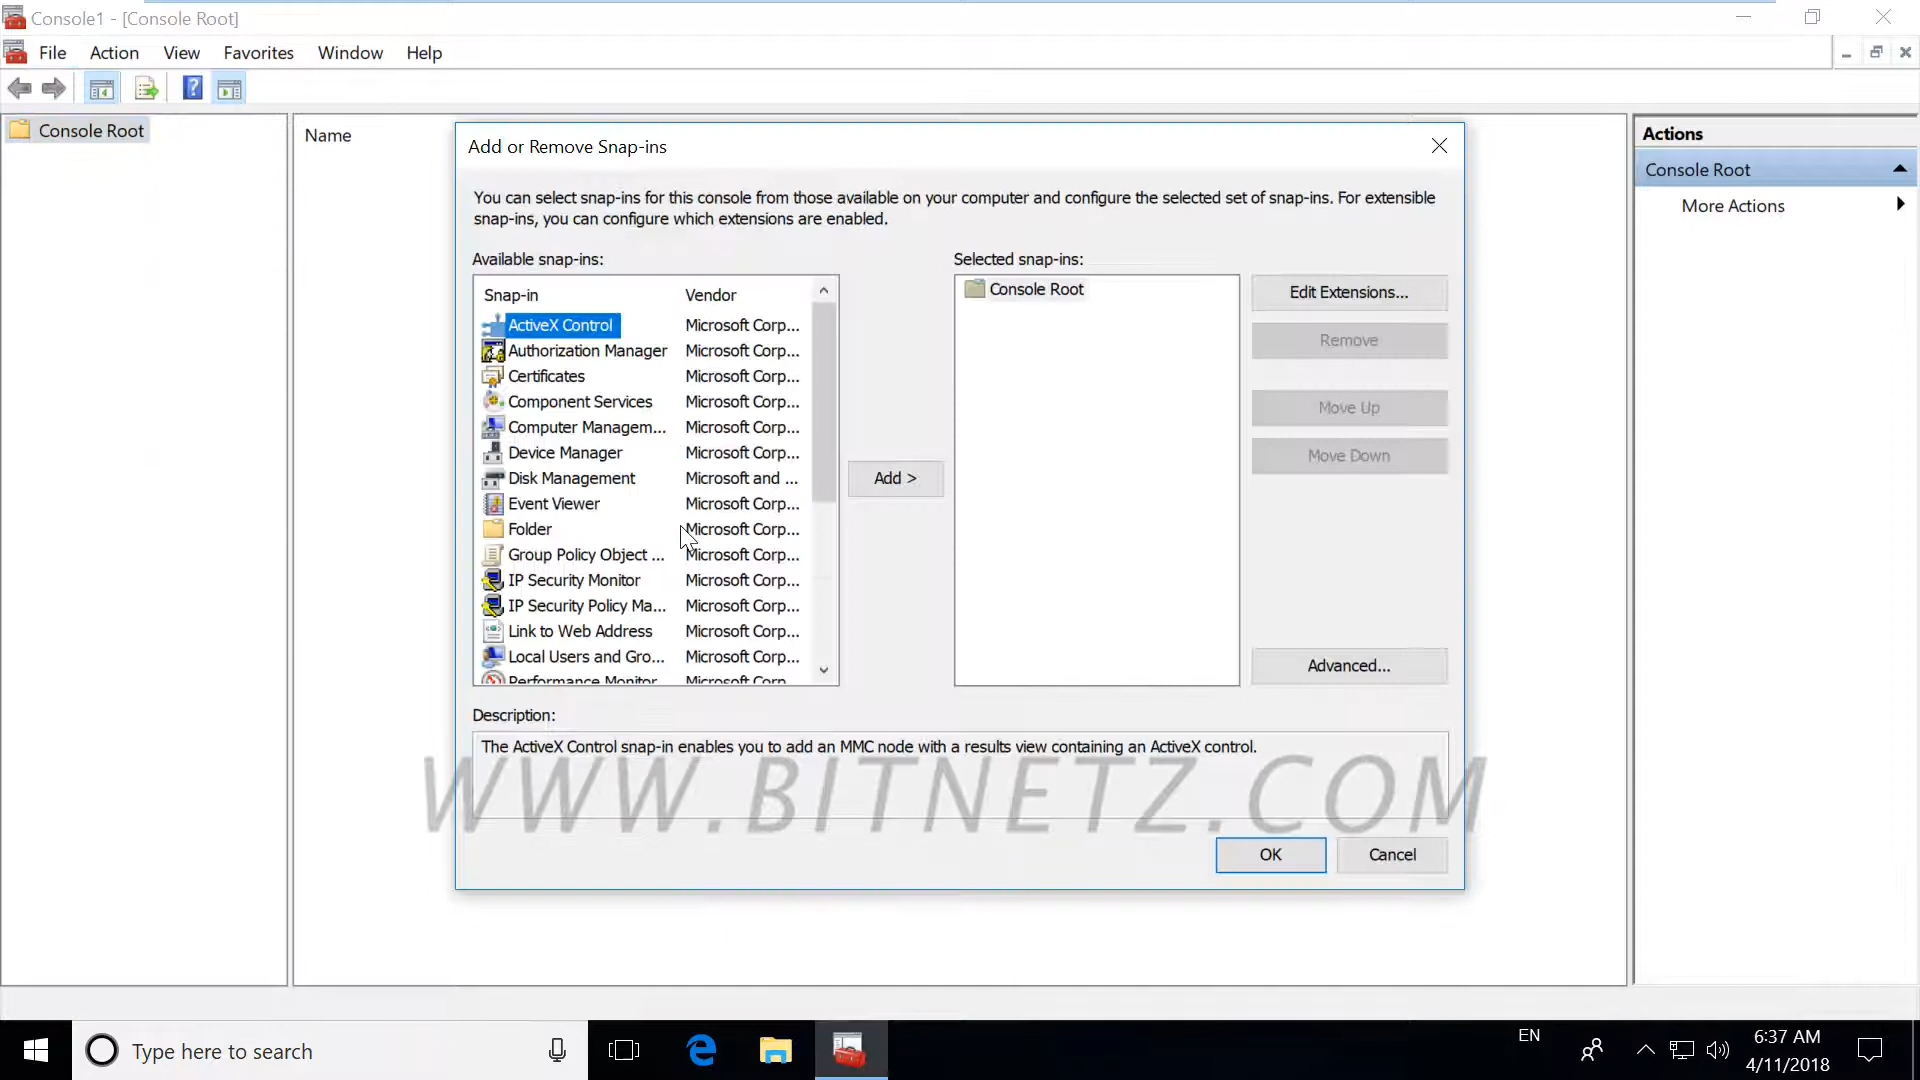 Console1 - [Console Root]
File Action View Favorites Window Help
Console Root
Name
Add or Remove Snap-ins
You can select snap-ins for this console from those available on your computer and configure the selected set of snap-ins. For extensible
snap-ins, you can configure which extensions are enabled.
Available snap-ins:
Snap-in Vendor
ActiveX Control Microsoft Corp...
Authorization Manager Microsoft Corp...
Certificates Microsoft Corp...
Component Services Microsoft Corp...
Computer Managem... Microsoft Corp...
Device Manager Microsoft Corp...
Disk Management Microsoft and ...
Event Viewer Microsoft Corp...
Folder Microsoft Corp...
Group Policy Object ... Microsoft Corp...
IP Security Monitor Microsoft Corp...
IP Security Policy Ma... Microsoft Corp...
Link to Web Address Microsoft Corp...
Local Users and Gro... Microsoft Corp...
Performance Monitor Microsoft Corp...
Add >
Selected snap-ins:
Console Root
Edit Extensions...
Remove
Move Up
Move Down
Advanced...
Description:
The ActiveX Control snap-in enables you to add an MMC node with a results view containing an ActiveX control.
WWW.BITNETZ.COM
OK Cancel
Actions
Console Root
More Actions
Type here to search
EN
6:37 AM
4/11/2018